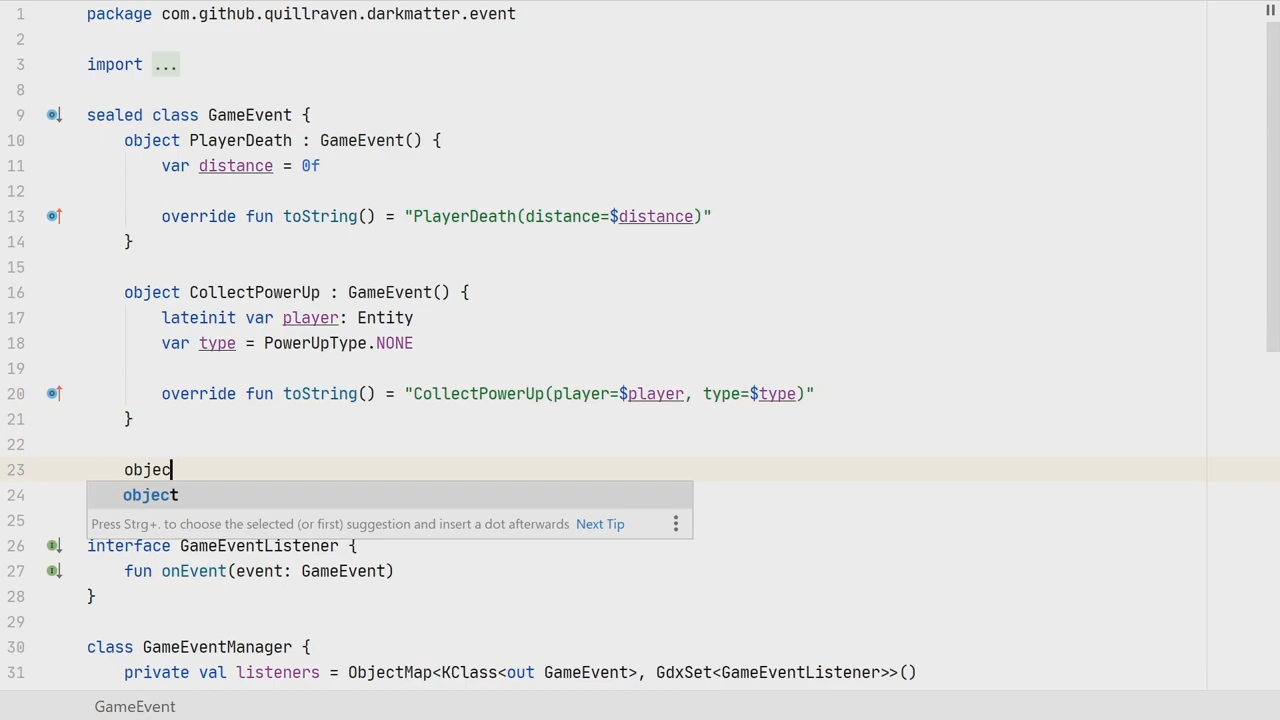 1 package com.github.quillraven.darkmatter.event
2
3 import ...
8
9 sealed class GameEvent {
10 object PlayerDeath : GameEvent() {
11 var distance = 0f
12
13 override fun toString() = "PlayerDeath(distance=$distance)"
14 }
15
16 object CollectPowerUp : GameEvent() {
17 lateinit var player: Entity
18 var type = PowerUpType.NONE
19
20 override fun toString() = "CollectPowerUp(player=$player, type=$type)"
21 }
22
23 objec
24 object
25 Press Strg+. to choose the selected (or first) suggestion and insert a dot afterwards Next Tip
26 interface GameEventListener {
27 fun onEvent(event: GameEvent)
28 }
29
30 class GameEventManager {
31 private val listeners = ObjectMap<KClass<out GameEvent>, GdxSet<GameEventListener>>()
GameEvent